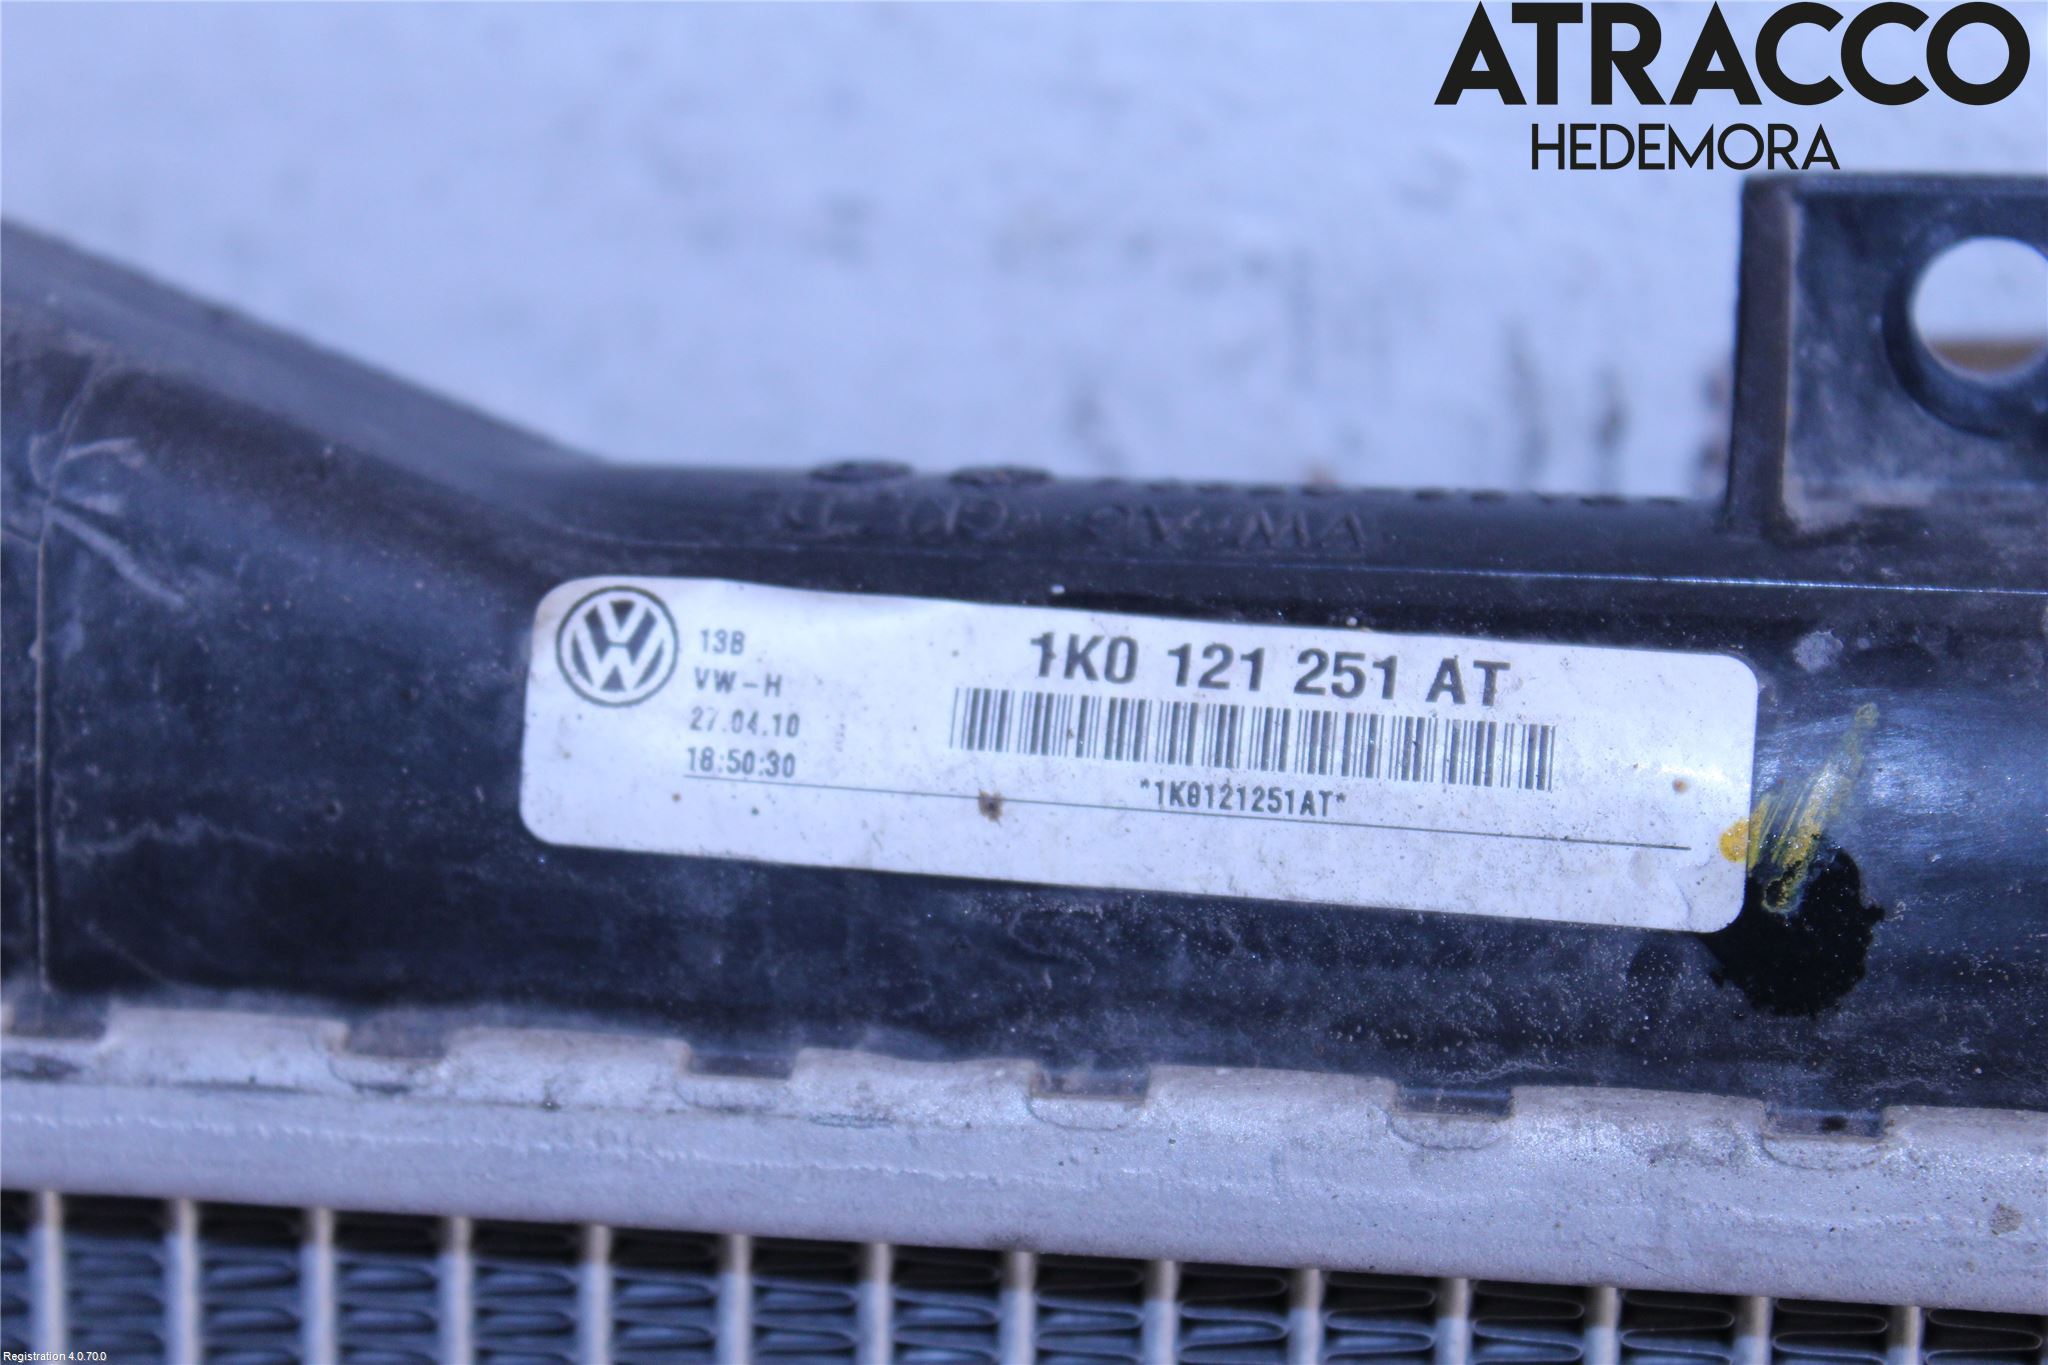 ATRACCO
HEDEMORA
13B
VW-H
27.04.10
18:50:30
1K0 121 251 AT
*1K0121251AT*
Registration 4.0.70.0